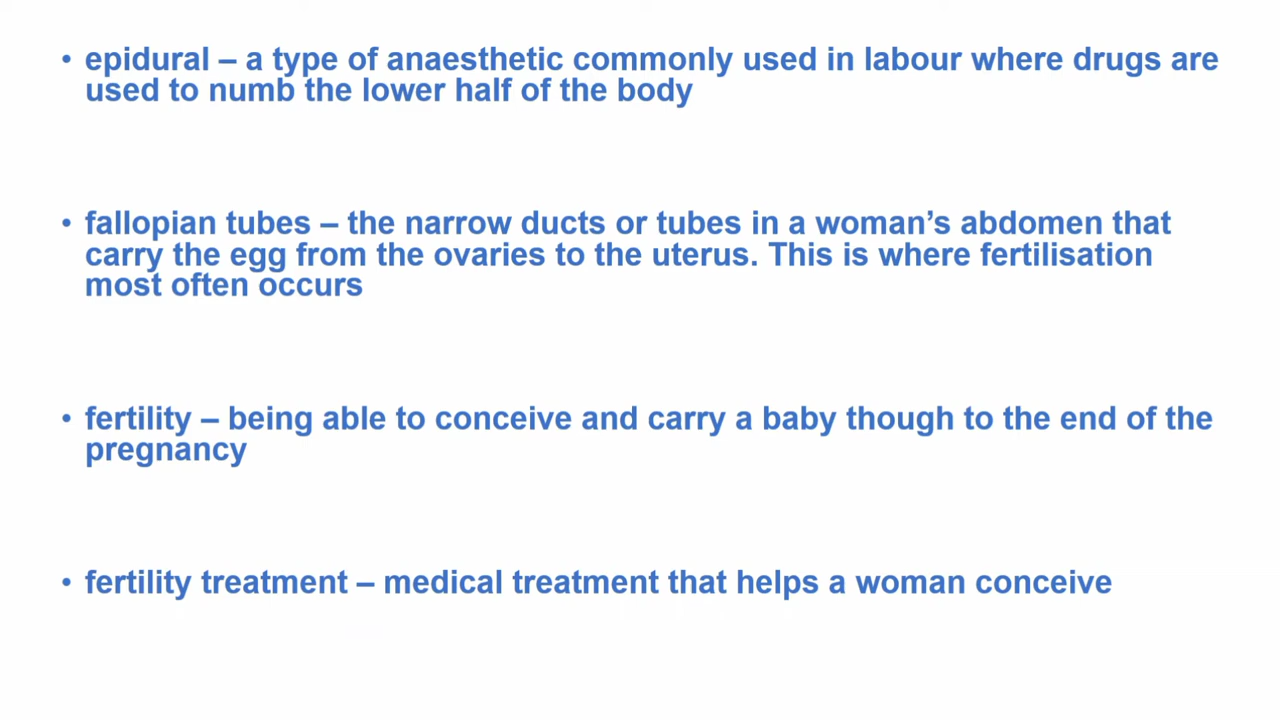 • epidural – a type of anaesthetic commonly used in labour where drugs are
used to numb the lower half of the body
• fallopian tubes – the narrow ducts or tubes in a woman’s abdomen that
carry the egg from the ovaries to the uterus. This is where fertilisation
most often occurs
• fertility – being able to conceive and carry a baby though to the end of the
pregnancy
• fertility treatment – medical treatment that helps a woman conceive